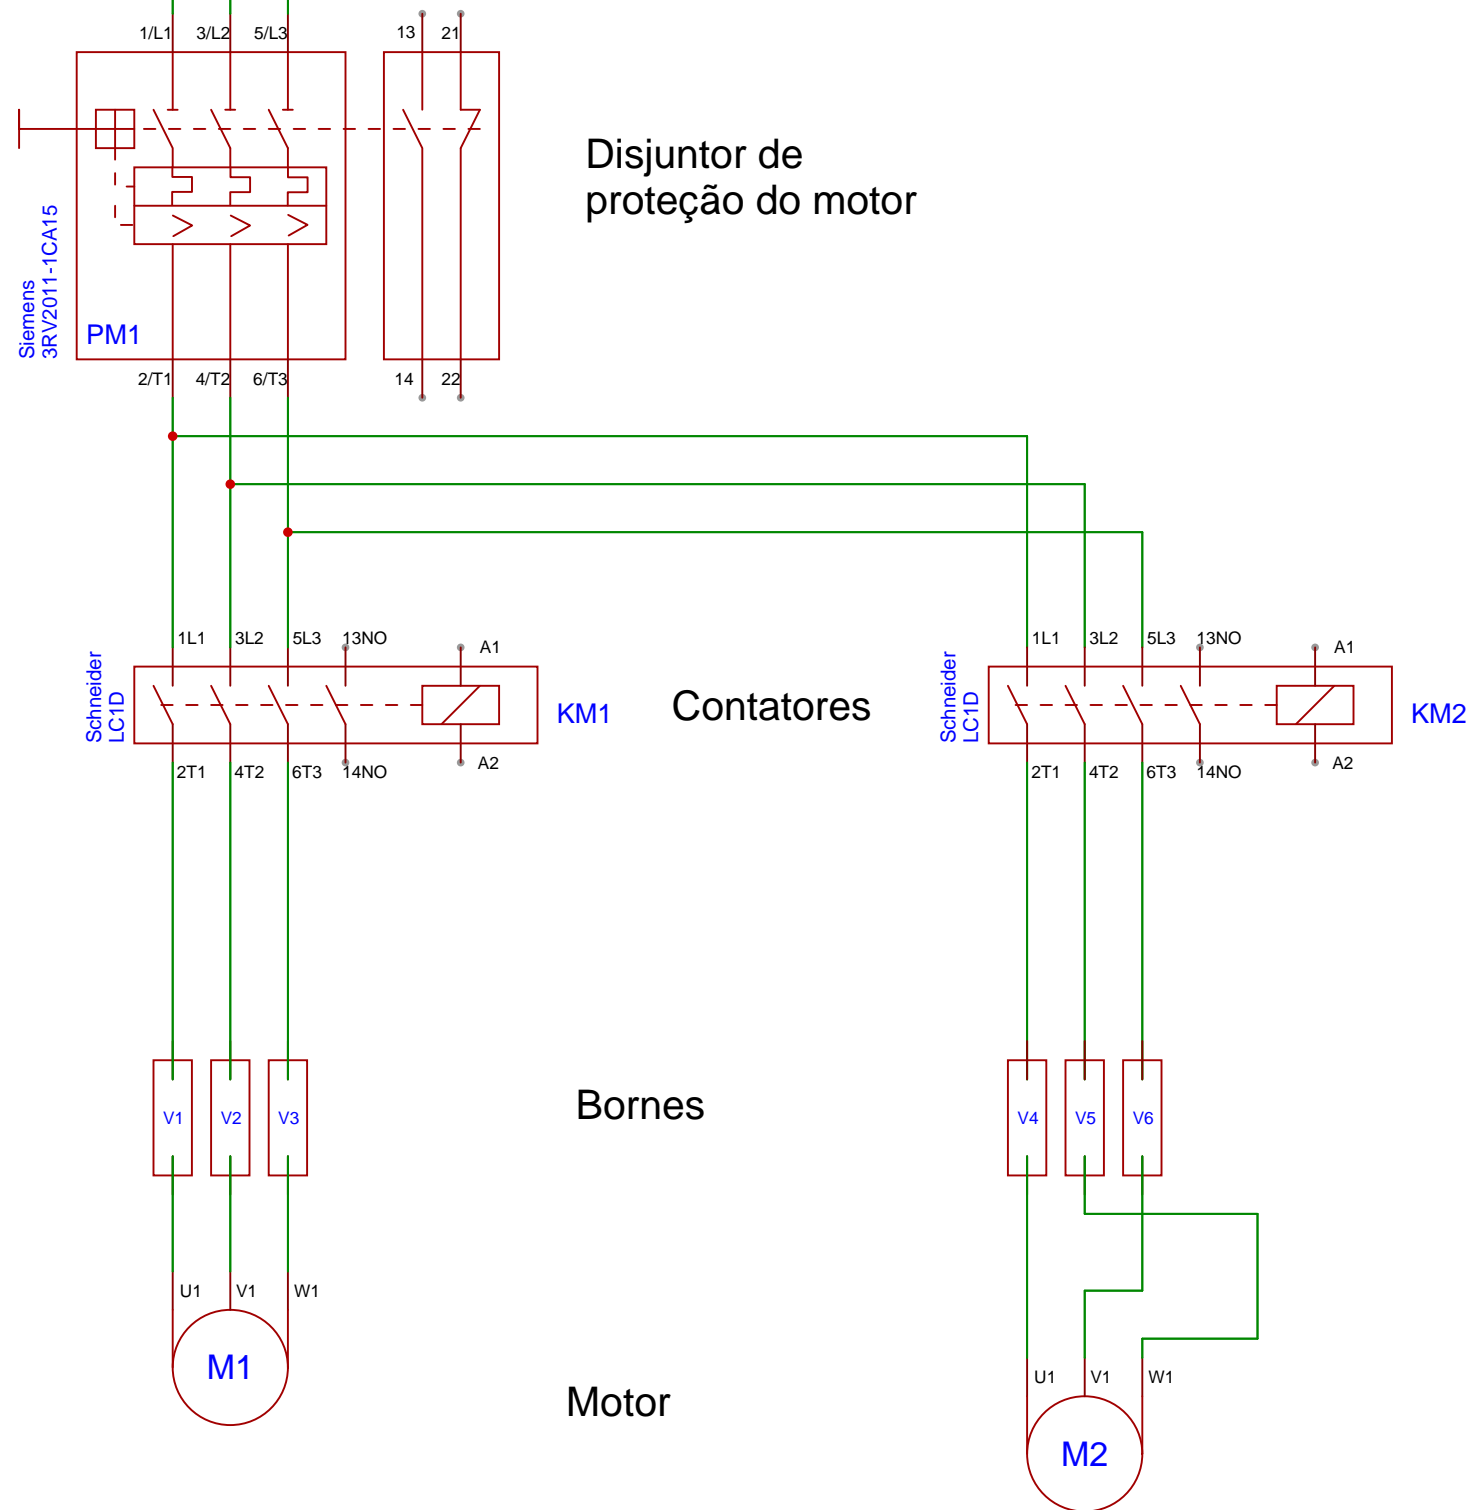 1/L1 3/L2 5/L3 13 21
Disjuntor de
proteção do motor
Siemens
3RV2011-1CA15
PM1
2/T1 4/T2 6/T3 14 22
1L1 3L2 5L3 13NO A1
Schneider
LC1D
KM1
2T1 4T2 6T3 14NO A2
Contatores
1L1 3L2 5L3 13NO A1
Schneider
LC1D
KM2
2T1 4T2 6T3 14NO A2
V1 V2 V3
Bornes
V4 V5 V6
U1 V1 W1
M1
Motor
U1 V1 W1
M2